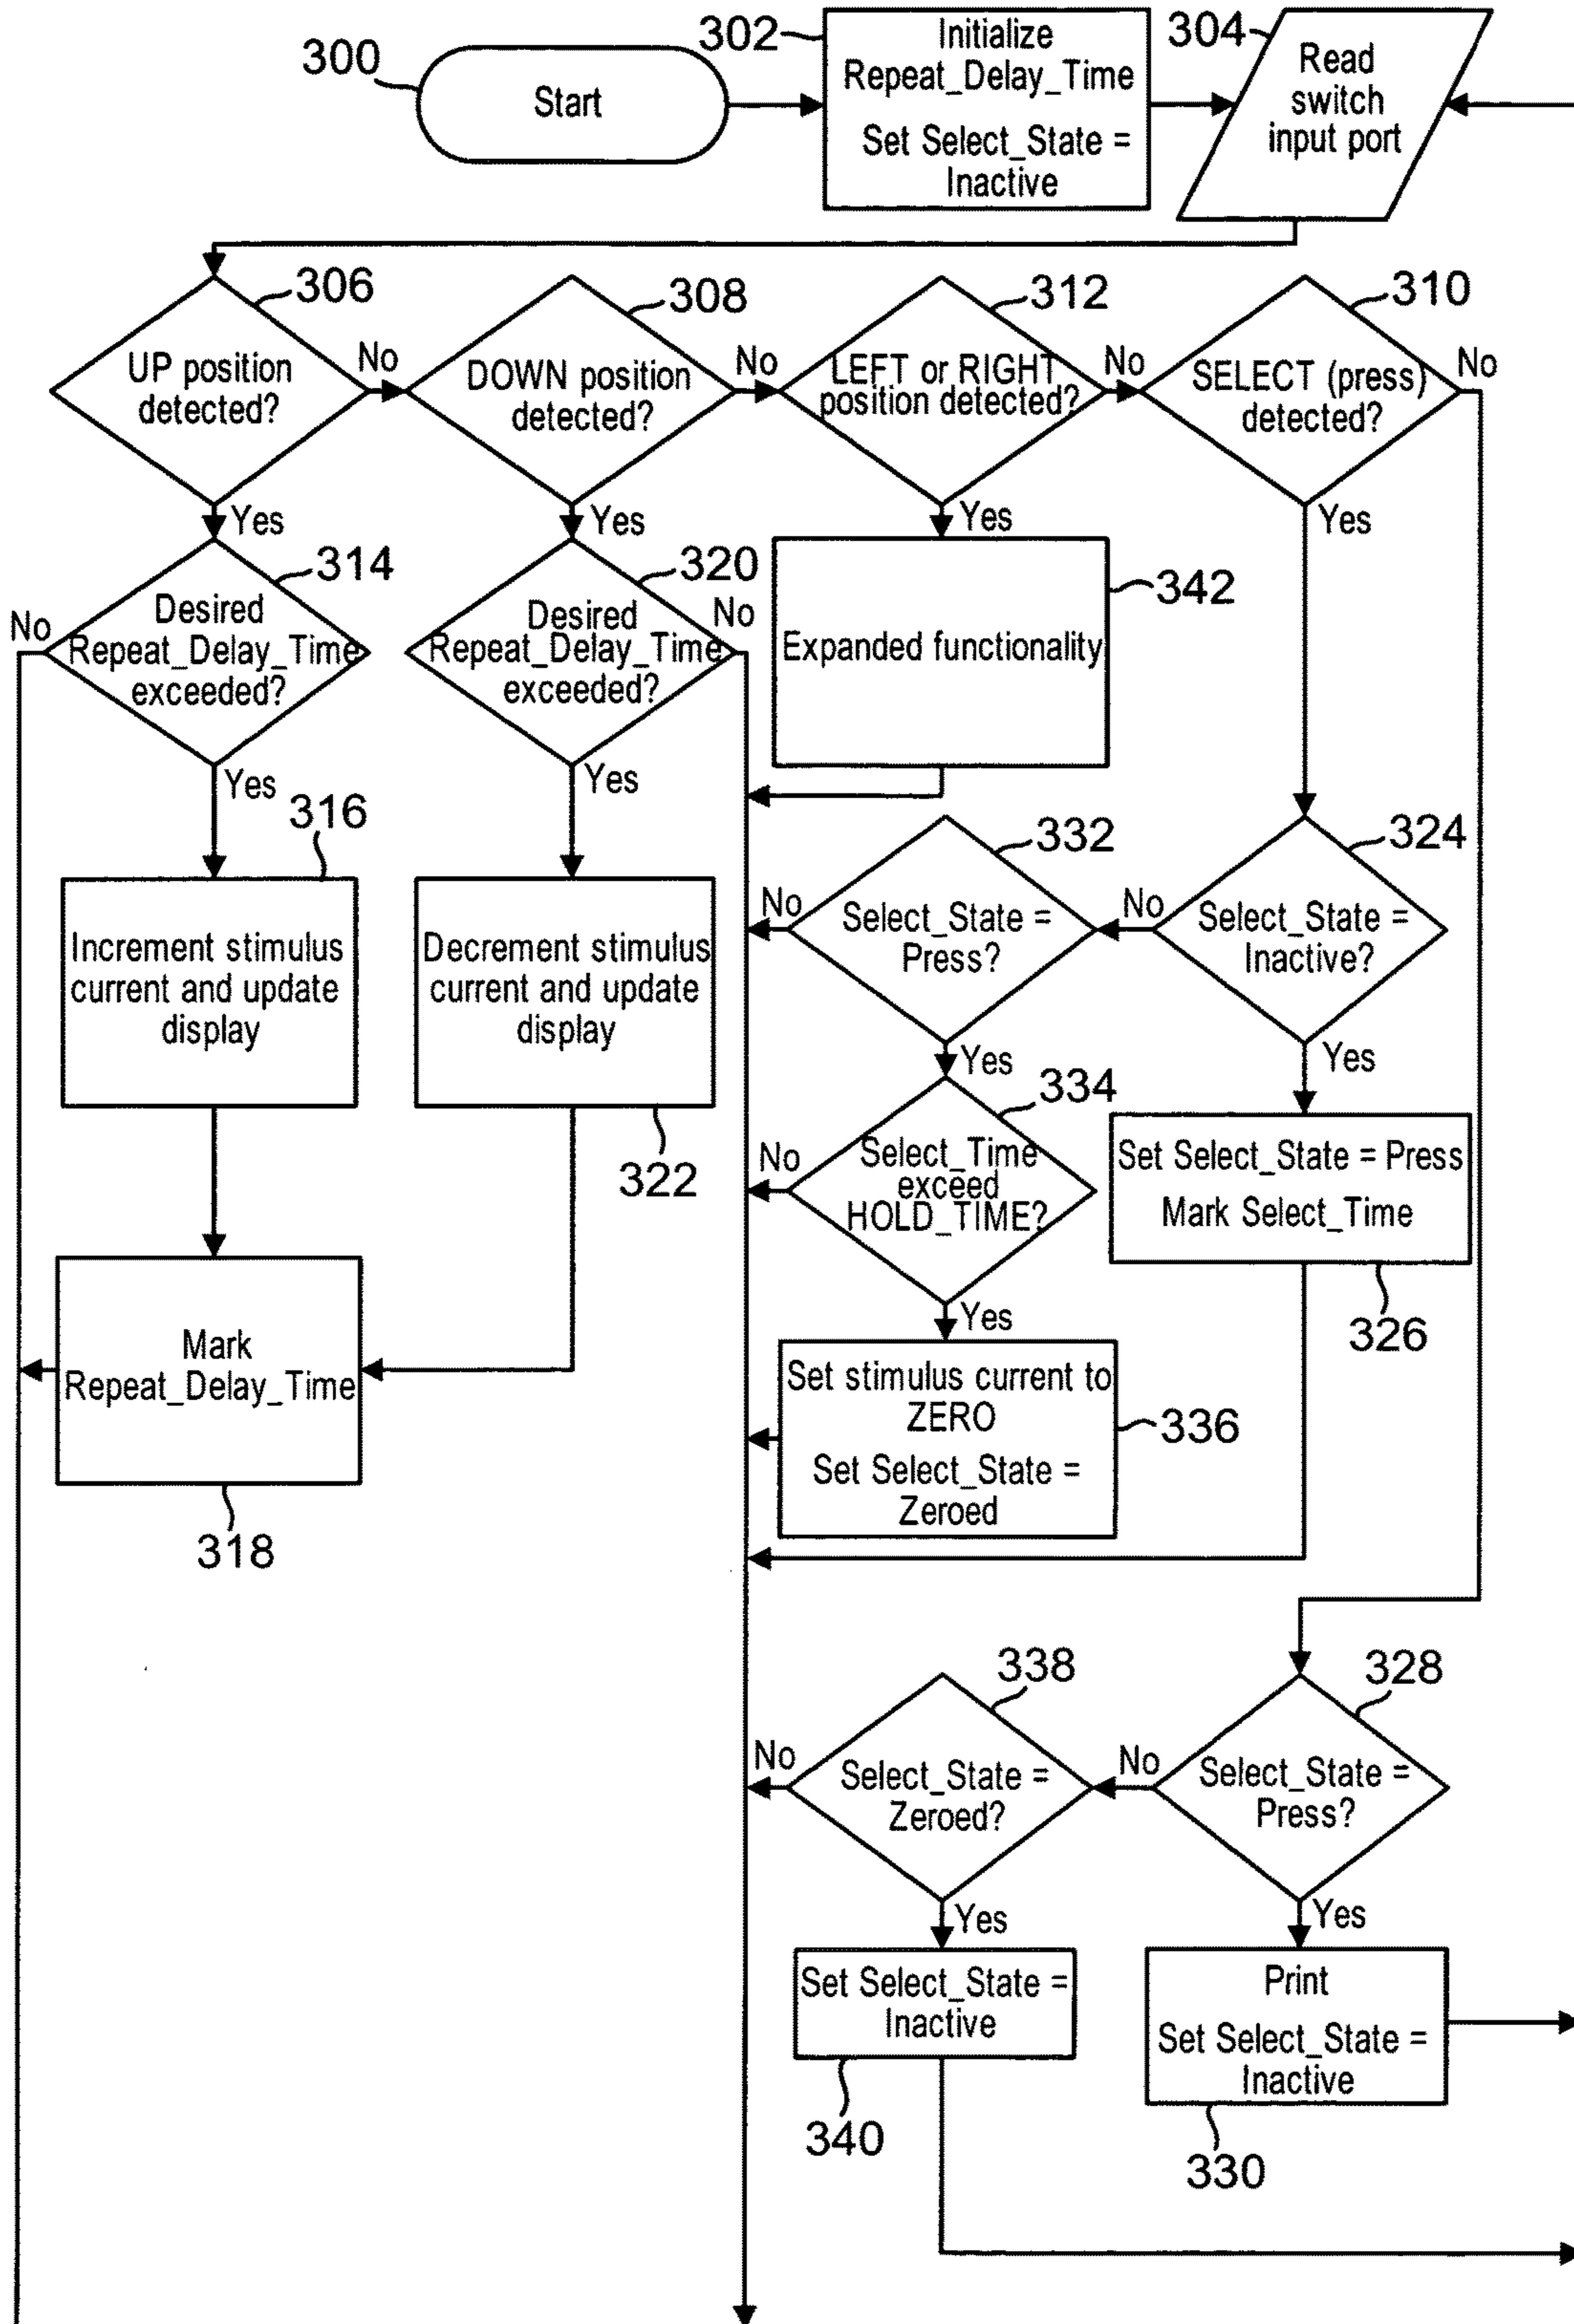 300
Start
302
Initialize
Repeat_Delay_Time
Set Select_State =
Inactive
304
Read
switch
input port
306
UP position
detected?
No
Yes
308
DOWN position
detected?
No
Yes
312
LEFT or RIGHT
position detected?
No
Yes
310
SELECT (press)
detected?
No
Yes
314
Desired
Repeat_Delay_Time
exceeded?
No
Yes
320
Desired
Repeat_Delay_Time
exceeded?
No
Yes
342
Expanded functionality
316
Increment stimulus
current and update
display
Decrement stimulus
current and update
display
322
332
Select_State =
Press?
No
Yes
324
Select_State =
Inactive?
No
Yes
334
Select_Time
exceed
HOLD_TIME?
No
Yes
Set Select_State = Press
Mark Select_Time
326
Mark
Repeat_Delay_Time
318
Set stimulus current to
ZERO
Set Select_State =
Zeroed
336
338
Select_State =
Zeroed?
No
Yes
328
Select_State =
Press?
No
Yes
Set Select_State =
Inactive
340
Print
Set Select_State =
Inactive
330